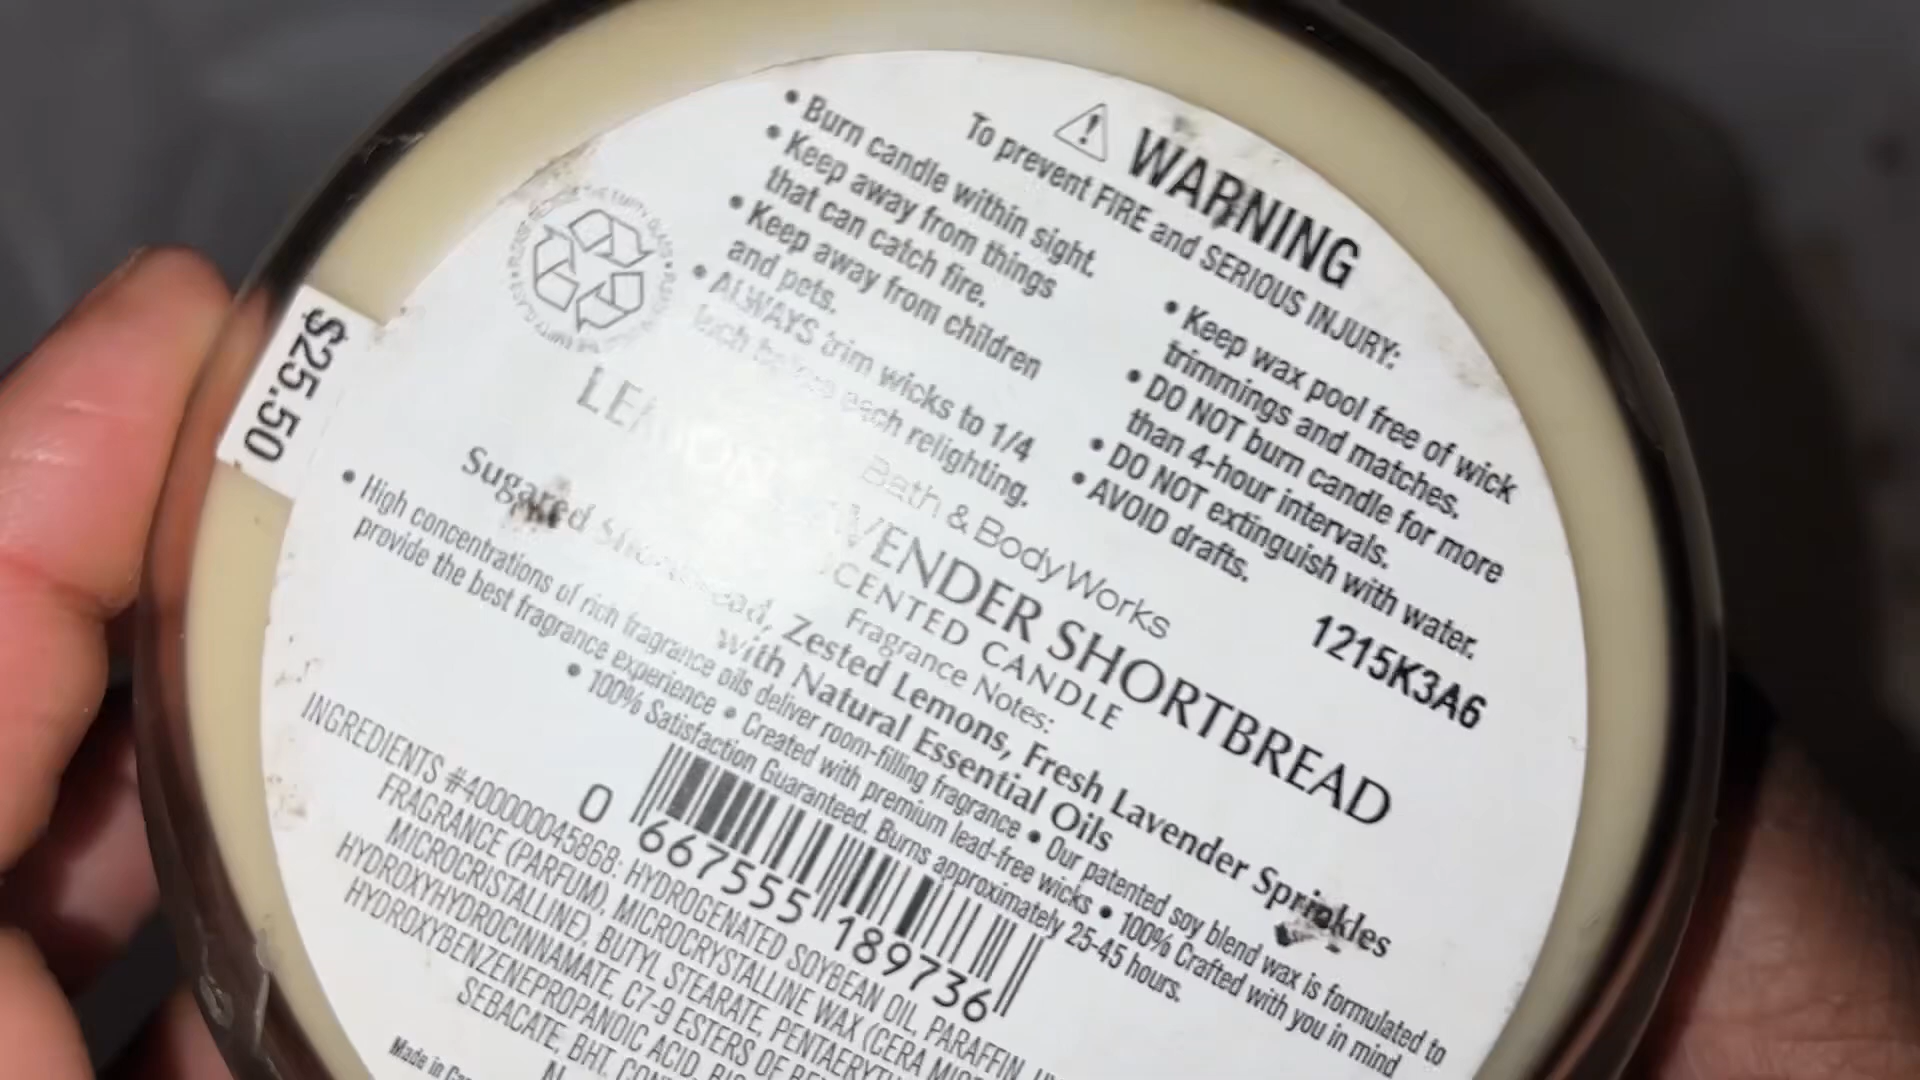 WARNING
To prevent FIRE and SERIOUS INJURY:
• Burn candle within sight.
• Keep away from things
that can catch fire.
• Keep away from children
and pets.
• ALWAYS trim wicks to 1/4
inch before each relighting.
• Keep wax pool free of wick
trimmings and matches.
• DO NOT burn candle for more
than 4-hour intervals.
• DO NOT extinguish with water.
• AVOID drafts.
1215K3A6
$25.50
Bath & Body Works
LEMON LAVENDER SHORTBREAD
SCENTED CANDLE
Fragrance Notes:
Sugared Shortbread, Zested Lemons, Fresh Lavender Sprinkles
with Natural Essential Oils
• High concentrations of rich fragrance oils deliver room-filling fragrance • Our patented soy blend wax is formulated to
provide the best fragrance experience • Created with premium lead-free wicks • 100% Crafted with you in mind
• 100% Satisfaction Guaranteed. Burns approximately 25-45 hours.
0 667555 189736
INGREDIENTS #40000045868: HYDROGENATED SOYBEAN OIL, PARAFFIN,
FRAGRANCE (PARFUM), MICROCRYSTALLINE WAX (CERA
MICROCRISTALLINE), BUTYL STEARATE,
HYDROXYHYDROCINNAMATE, C7-9 ESTERS OF
HYDROXYBENZENEPROPANOIC ACID,
SEBACATE, BHT,
Made in